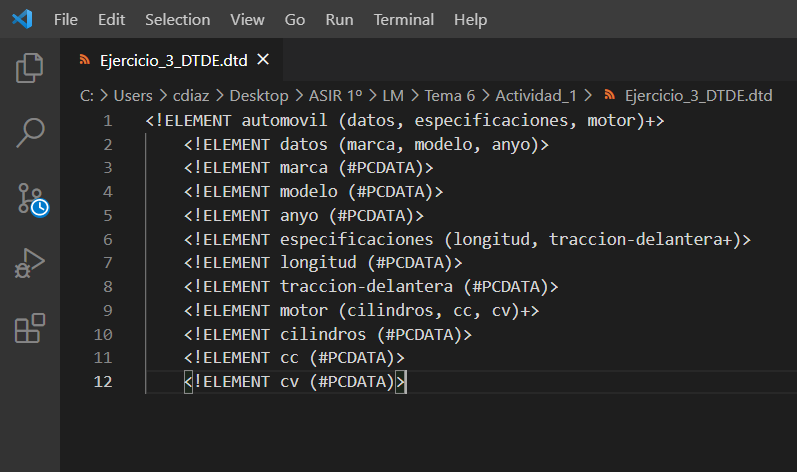 File Edit Selection View Go Run Terminal Help
Ejercicio_3_DTDE.dtd ×
C: > Users > cdiaz > Desktop > ASIR 1º > LM > Tema 6 > Actividad_1 > Ejercicio_3_DTDE.dtd
1 <!ELEMENT automovil (datos, especificaciones, motor)+>
2 <!ELEMENT datos (marca, modelo, anyo)>
3 <!ELEMENT marca (#PCDATA)>
4 <!ELEMENT modelo (#PCDATA)>
5 <!ELEMENT anyo (#PCDATA)>
6 <!ELEMENT especificaciones (longitud, traccion-delantera+)>
7 <!ELEMENT longitud (#PCDATA)>
8 <!ELEMENT traccion-delantera (#PCDATA)>
9 <!ELEMENT motor (cilindros, cc, cv)+>
10 <!ELEMENT cilindros (#PCDATA)>
11 <!ELEMENT cc (#PCDATA)>
12 <!ELEMENT cv (#PCDATA)>